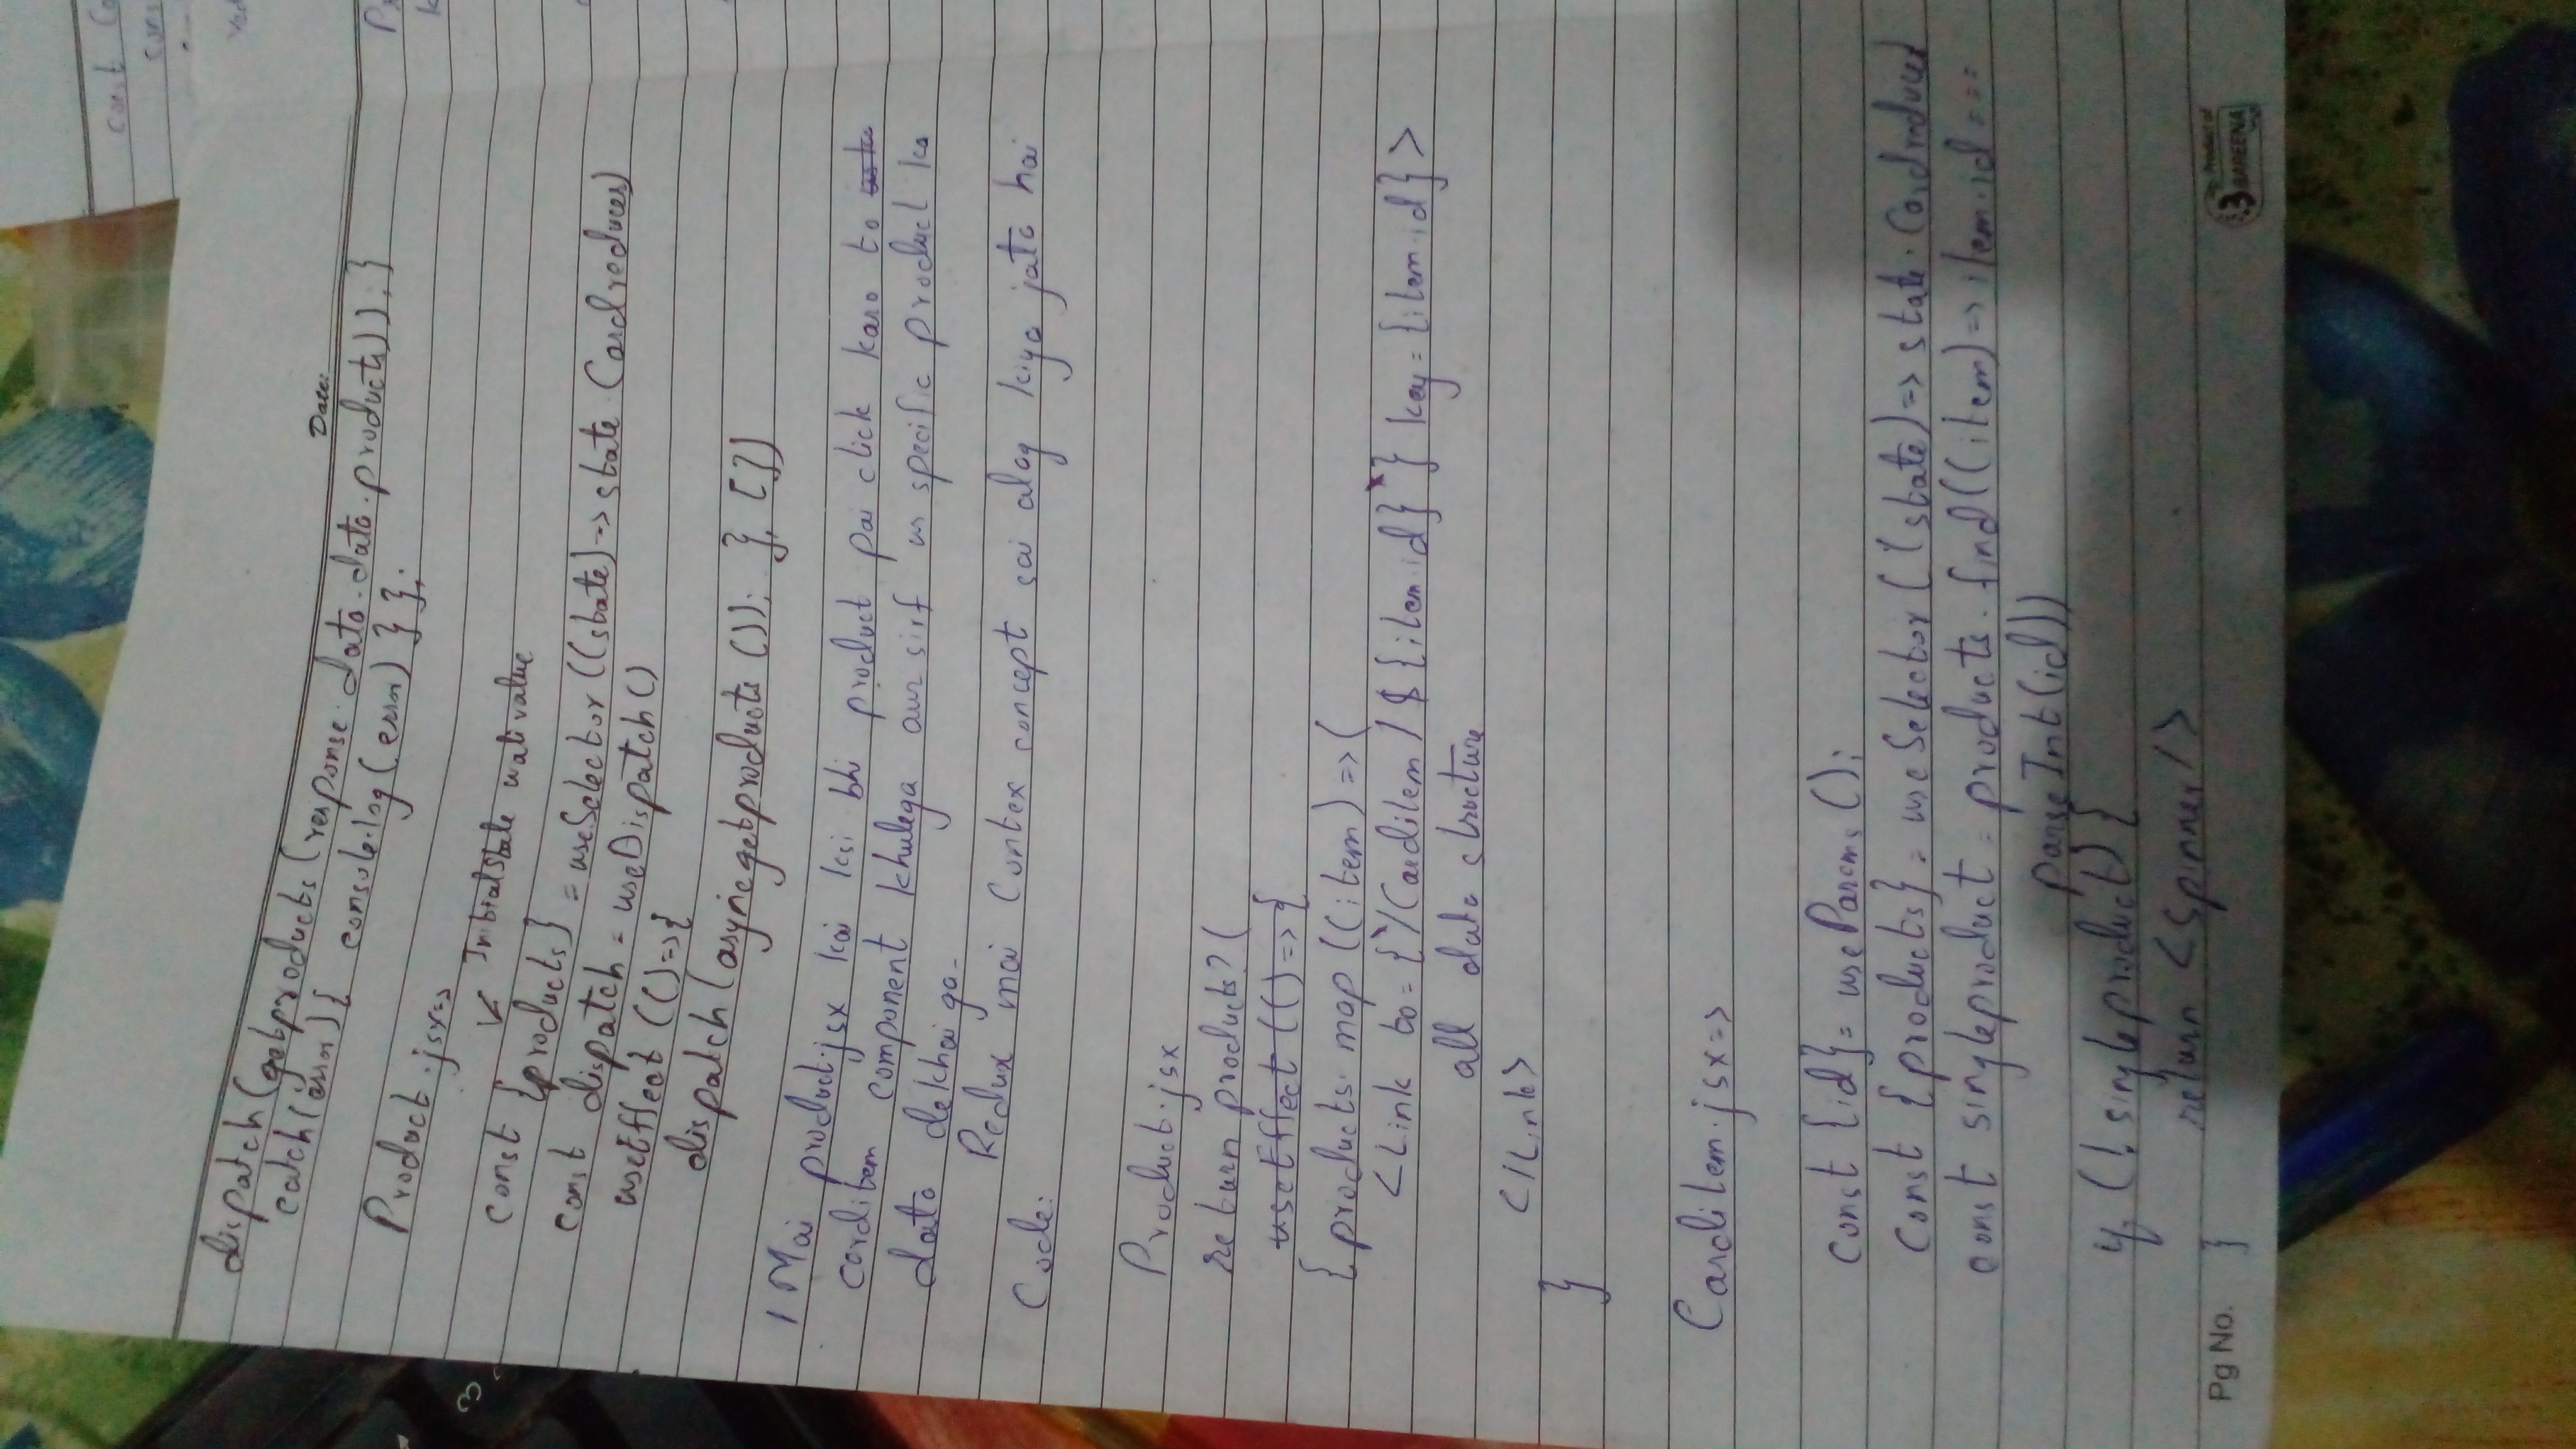 const Co
cons
Date:
dispatch(getproducts(response.data.data.products)); }
catch(error){ console.log(error) } };
Product.jsx=>
Initialstate wali value
const {products} = useSelector((state)=> state.Cardreducer)
const dispatch = useDispatch()
useEffect (()=>{
dispatch(asyncgetproducts ()); }, [])
1 Mai product.jsx kai ksi bhi product pai click karo to
carditem component khulega aur sirf us specific product ka
data dekhai ga-
Redux mai Contex concept sai alag kiya jata hai
Code:
Product.jsx
return products? (
useEffect (()=>{
{products.map((item)=>(
<Link to={`/Carditem/${item.id}`} key={item.id}>
all data structure
</Link>
}
Carditem.jsx=>
const {id}= useParams();
const {products} = useSelector((state)=> state.Cardreducer
const singleproduct = products.find((item)=> item.id ===
parseInt(id))
if (!singleproduct) {
return <Spinner/>
}
Pg No.
Product of
BAREENA